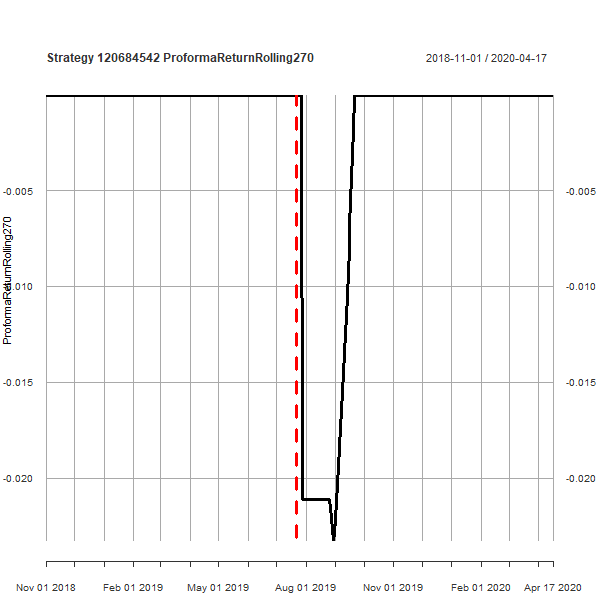 Strategy 120684542 ProformaReturnRolling270
2018-11-01 / 2020-04-17
ProformaReturnRolling270
-0.005 -0.005
-0.010 -0.010
-0.015 -0.015
-0.020 -0.020
Nov 01 2018 Feb 01 2019 May 01 2019 Aug 01 2019 Nov 01 2019 Feb 01 2020 Apr 17 2020